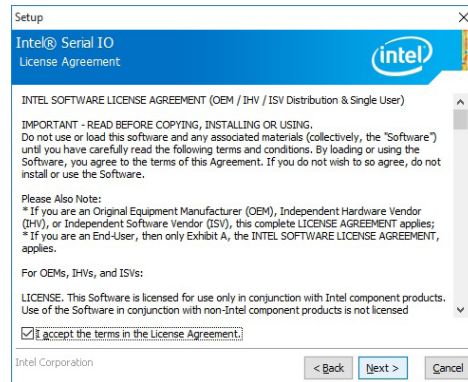 Setup
Intel® Serial IO
License Agreement
intel
INTEL SOFTWARE LICENSE AGREEMENT (OEM / IHV / ISV Distribution & Single User)
IMPORTANT - READ BEFORE COPYING, INSTALLING OR USING.
Do not use or load this software and any associated materials (collectively, the "Software")
until you have carefully read the following terms and conditions. By loading or using the
Software, you agree to the terms of this Agreement. If you do not wish to so agree, do not
install or use the Software.
Please Also Note:
* If you are an Original Equipment Manufacturer (OEM), Independent Hardware Vendor
(IHV), or Independent Software Vendor (ISV), this complete LICENSE AGREEMENT applies;
* If you are an End-User, then only Exhibit A, the INTEL SOFTWARE LICENSE AGREEMENT,
applies.
For OEMs, IHVs, and ISVs:
LICENSE. This Software is licensed for use only in conjunction with Intel component products.
Use of the Software in conjunction with non-Intel component products is not licensed
I accept the terms in the License Agreement.
Intel Corporation
< Back Next > Cancel